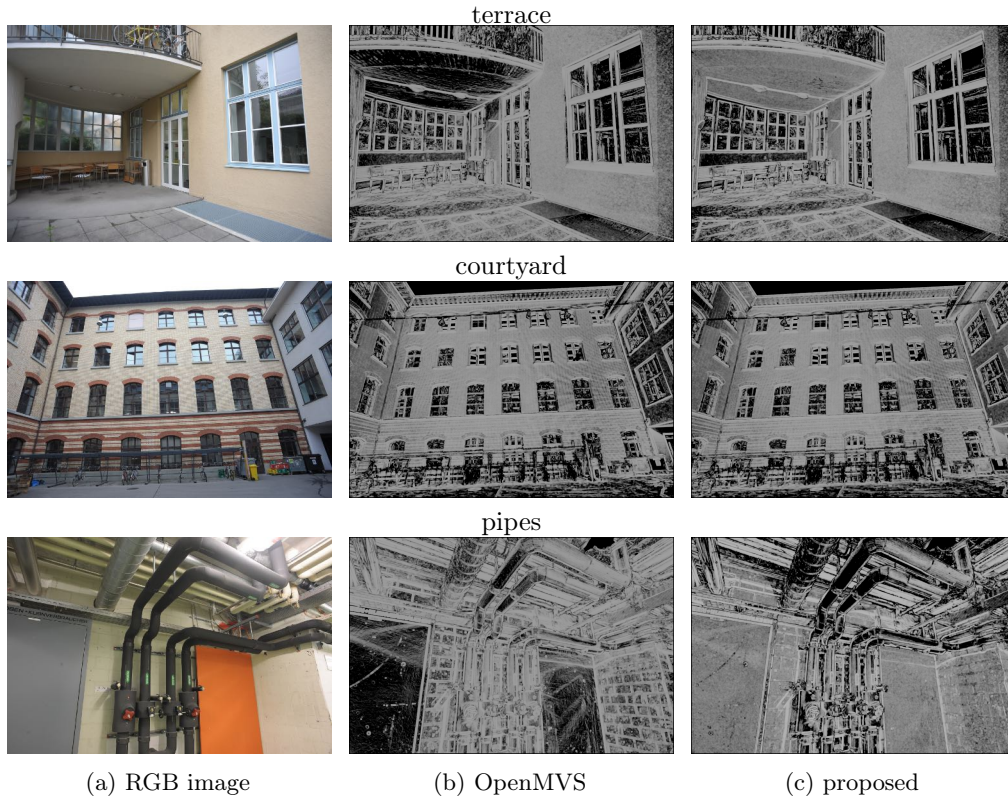 terrace
courtyard
pipes
(a) RGB image
(b) OpenMVS
(c) proposed